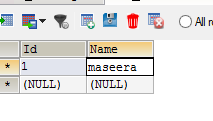 All r
Id Name
* 1 maseera
* (NULL) (NULL)